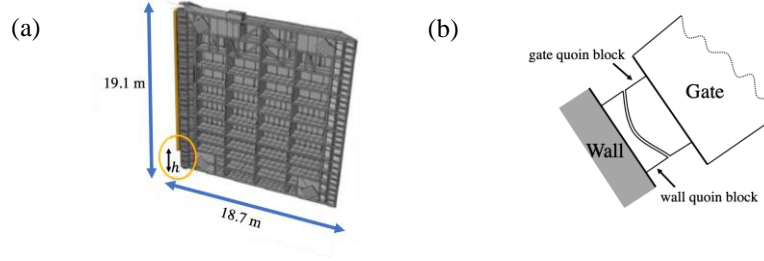 (a)
19.1 m
h
18.7 m
(b)
gate quoin block
Gate
Wall
wall quoin block